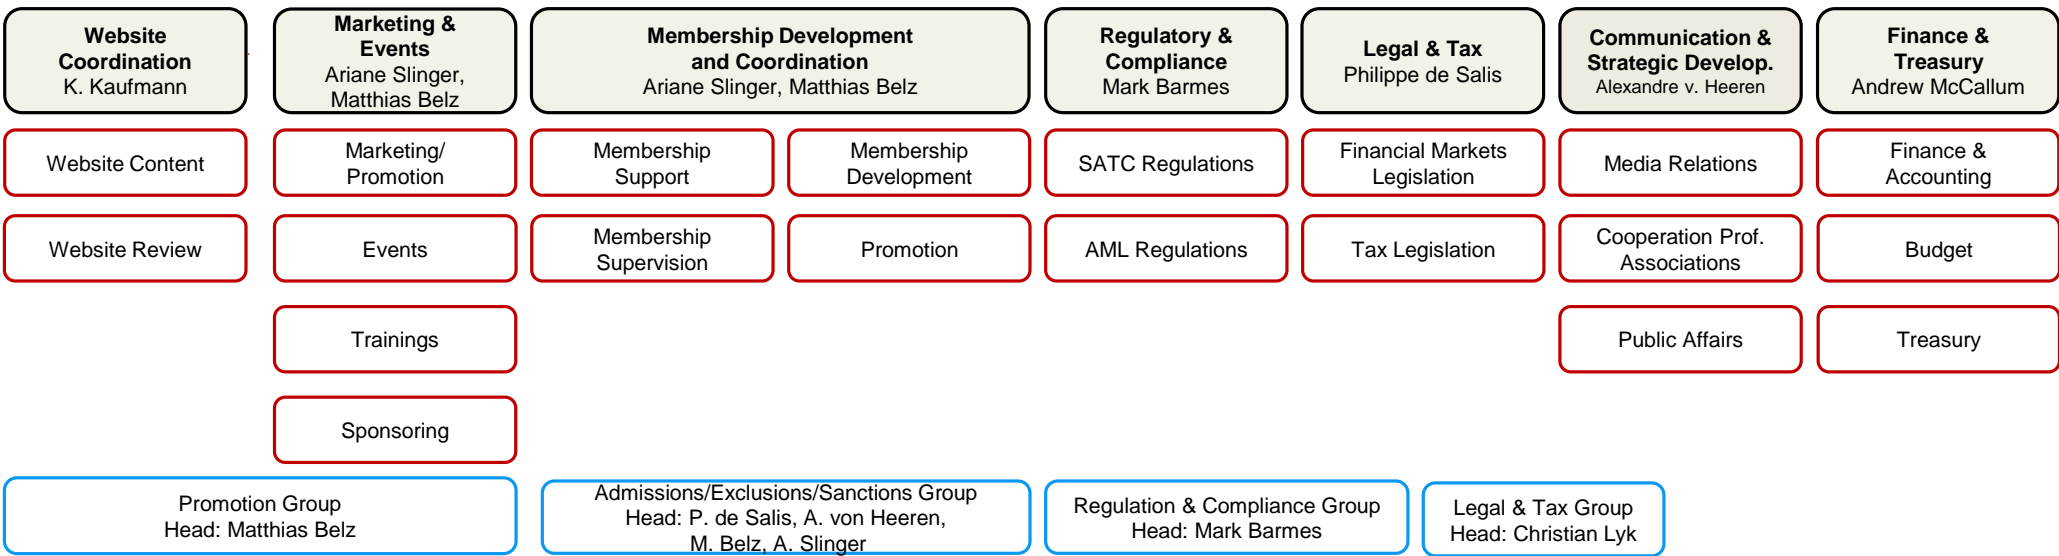 Website
Coordination
K. Kaufmann
Marketing &
Events
Ariane Slinger,
Matthias Belz
Membership Development
and Coordination
Ariane Slinger, Matthias Belz
Regulatory &
Compliance
Mark Barmes
Legal & Tax
Philippe de Salis
Communication &
Strategic Develop.
Alexandre v. Heeren
Finance &
Treasury
Andrew McCallum
Website Content
Marketing/
Promotion
Membership
Support
Membership
Development
SATC Regulations
Financial Markets
Legislation
Media Relations
Finance &
Accounting
Website Review
Events
Membership
Supervision
Promotion
AML Regulations
Tax Legislation
Cooperation Prof.
Associations
Budget
Trainings
Public Affairs
Treasury
Sponsoring
Promotion Group
Head: Matthias Belz
Admissions/Exclusions/Sanctions Group
Head: P. de Salis, A. von Heeren,
M. Belz, A. Slinger
Regulation & Compliance Group
Head: Mark Barmes
Legal & Tax Group
Head: Christian Lyk